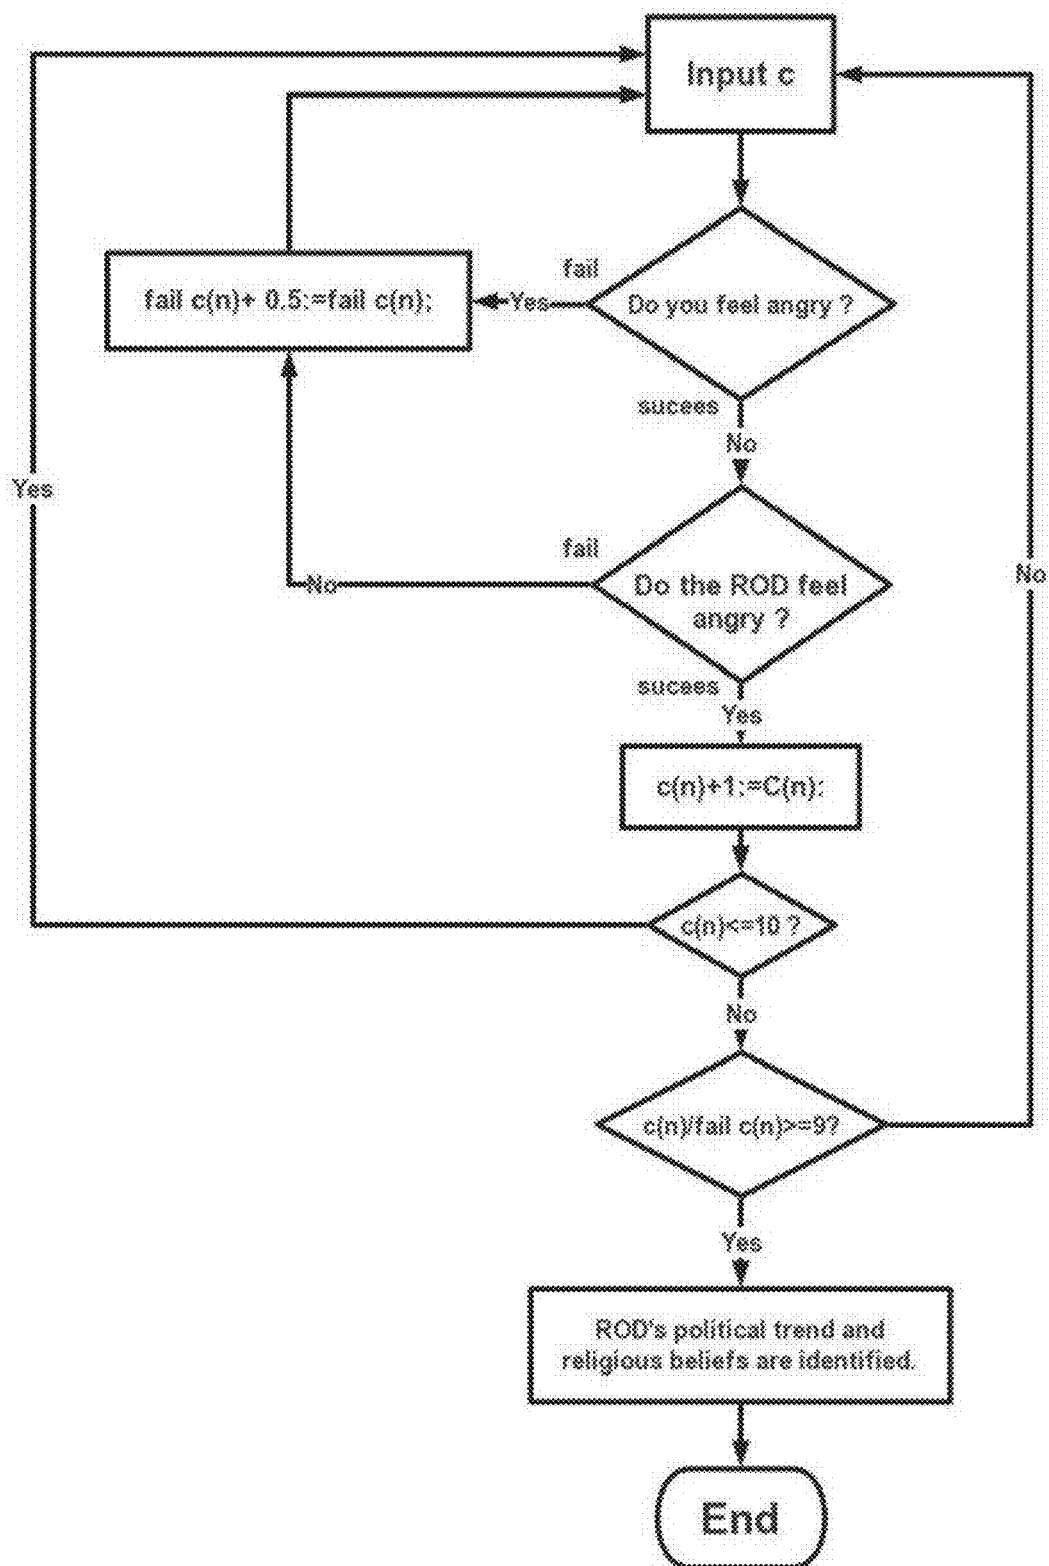 Input c
fail
Do you feel angry ?
Yes
fail c(n)+ 0.5:=fail c(n);
sucees
No
Yes
fail
Do the ROD feel
angry ?
No
No
sucees
Yes
c(n)+1:=C(n);
c(n)<=10 ?
No
c(n)/fail c(n)>=9?
Yes
ROD's political trend and
religious beliefs are identified.
End